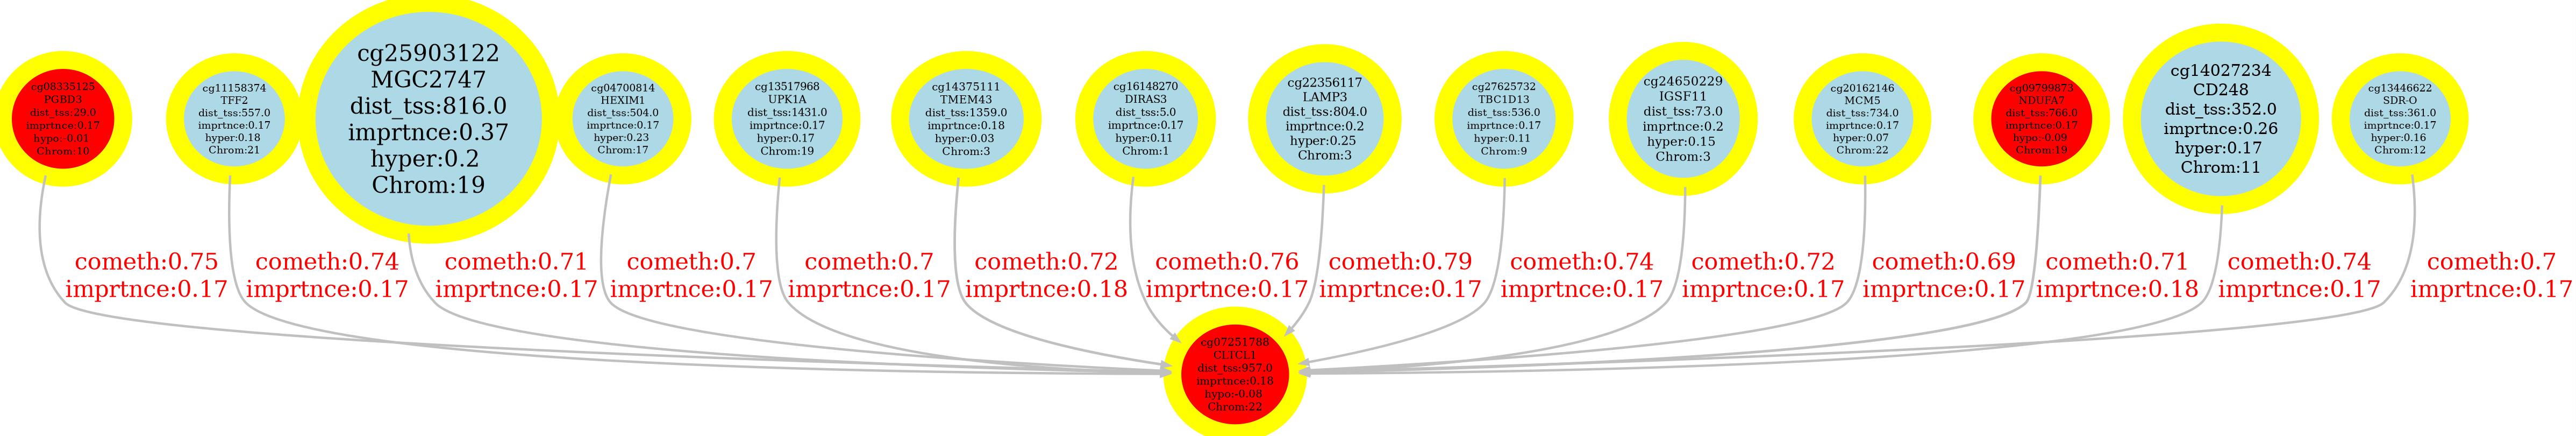 cg08335125
PGBD3
dist_tss:29.0
imprtnce:0.17
hypo:-0.01
Chrom:10
cg11158374
TFF2
dist_tss:557.0
imprtnce:0.17
hyper:0.18
Chrom:21
cg25903122
MGC2747
dist_tss:816.0
imprtnce:0.37
hyper:0.2
Chrom:19
cg04700814
HEXIM1
dist_tss:504.0
imprtnce:0.17
hyper:0.23
Chrom:17
cg13517968
UPK1A
dist_tss:1431.0
imprtnce:0.17
hyper:0.17
Chrom:19
cg14375111
TMEM43
dist_tss:1359.0
imprtnce:0.18
hyper:0.03
Chrom:3
cg16148270
DIRAS3
dist_tss:5.0
imprtnce:0.17
hyper:0.11
Chrom:1
cg22356117
LAMP3
dist_tss:804.0
imprtnce:0.2
hyper:0.25
Chrom:3
cg27625732
TBC1D13
dist_tss:536.0
imprtnce:0.17
hyper:0.11
Chrom:9
cg24650229
IGSF11
dist_tss:73.0
imprtnce:0.2
hyper:0.15
Chrom:3
cg20162146
MCM5
dist_tss:734.0
imprtnce:0.17
hyper:0.07
Chrom:22
cg09799873
NDUFA7
dist_tss:766.0
imprtnce:0.17
hypo:-0.09
Chrom:19
cg14027234
CD248
dist_tss:352.0
imprtnce:0.26
hyper:0.17
Chrom:11
cg13446622
SDR-O
dist_tss:361.0
imprtnce:0.17
hyper:0.16
Chrom:12
cometh:0.75
imprtnce:0.17
cometh:0.74
imprtnce:0.17
cometh:0.71
imprtnce:0.17
cometh:0.7
imprtnce:0.17
cometh:0.7
imprtnce:0.17
cometh:0.72
imprtnce:0.18
cometh:0.76
imprtnce:0.17
cometh:0.79
imprtnce:0.17
cometh:0.74
imprtnce:0.17
cometh:0.72
imprtnce:0.17
cometh:0.69
imprtnce:0.17
cometh:0.71
imprtnce:0.18
cometh:0.74
imprtnce:0.17
cometh:0.7
imprtnce:0.17
cg07251788
CLTCL1
dist_tss:957.0
imprtnce:0.18
hypo:-0.08
Chrom:22